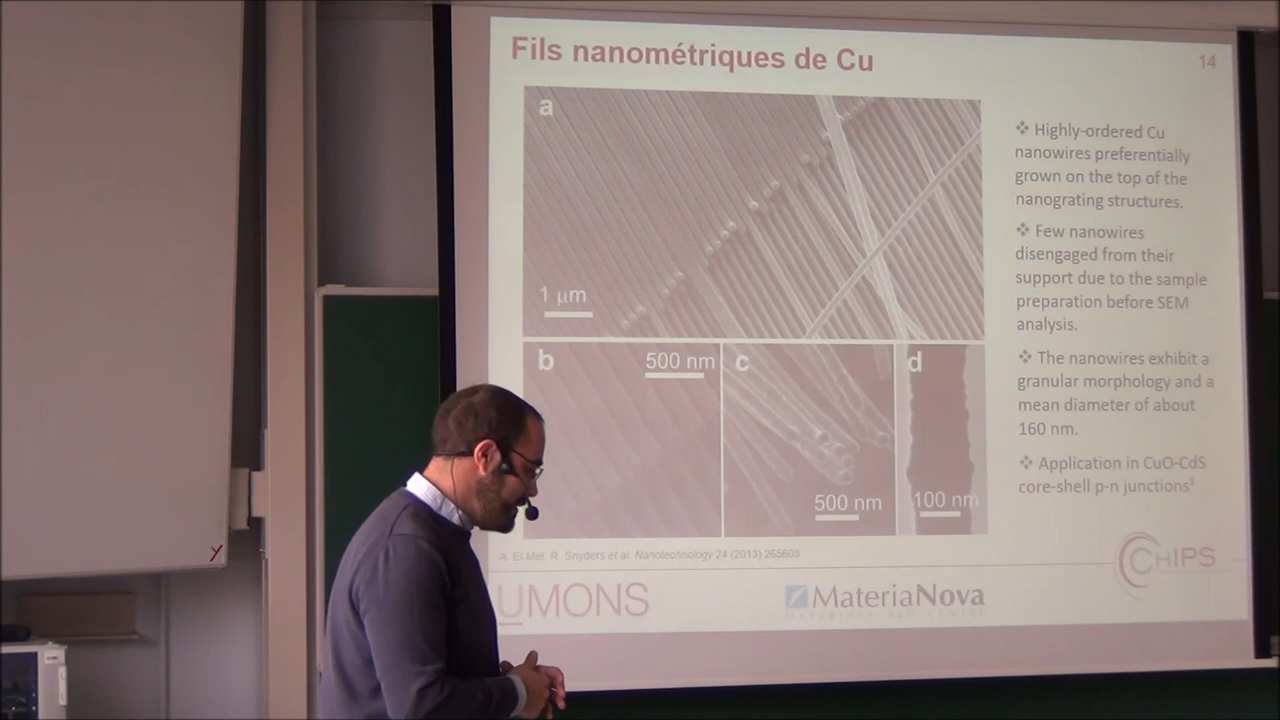 Fils nanométriques de Cu
14
a
1 μm
b
500 nm
c
500 nm
d
100 nm
❖ Highly-ordered Cu
nanowires preferentially
grown on the top of the
nanograting structures.
❖ Few nanowires
disengaged from their
support due to the sample
preparation before SEM
analysis.
❖ The nanowires exhibit a
granular morphology and a
mean diameter of about
160 nm.
❖ Application in CuO-CdS
core-shell p-n junctions¹
A. El Mel, R. Snyders et al. Nanotechnology 24 (2013) 265603
CHIPS
UMONS
MateriaNova